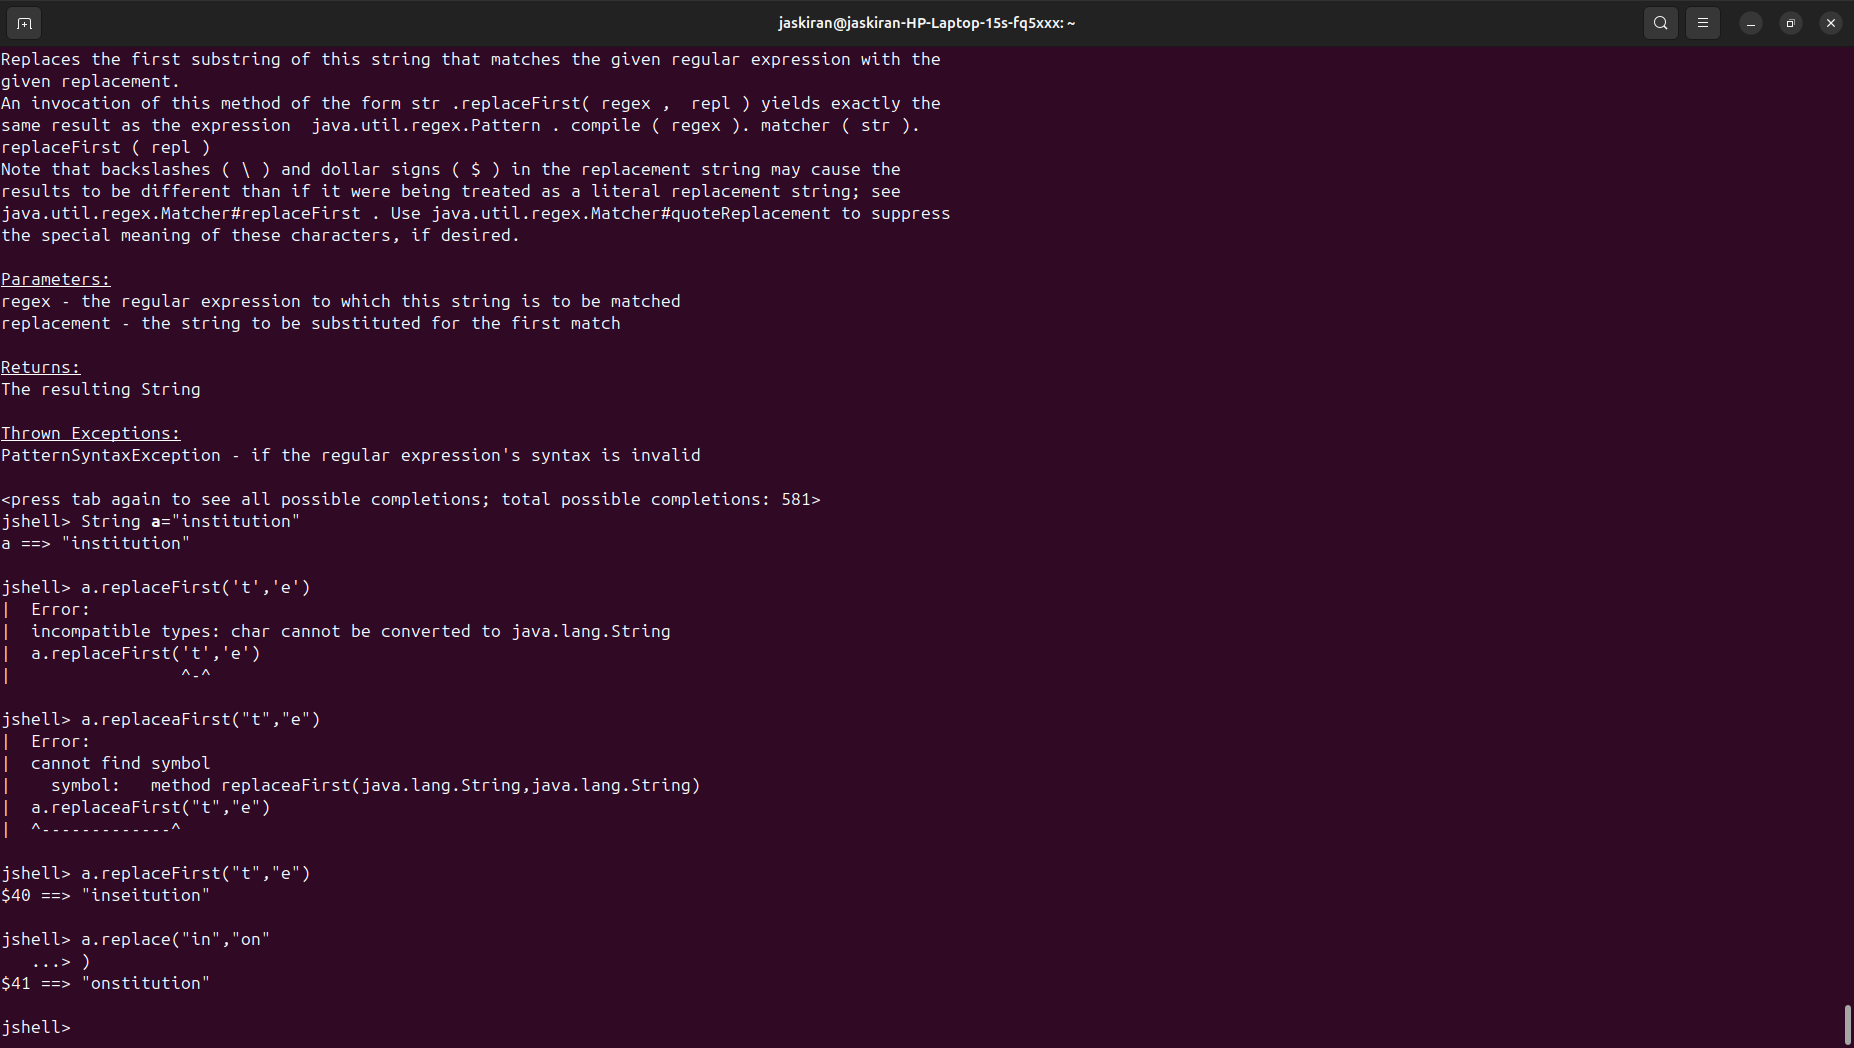 jaskiran@jaskiran-HP-Laptop-15s-fq5xxx: ~
Replaces the first substring of this string that matches the given regular expression with the
given replacement.
An invocation of this method of the form str .replaceFirst( regex ,  repl ) yields exactly the
same result as the expression  java.util.regex.Pattern . compile ( regex ). matcher ( str ).
replaceFirst ( repl )
Note that backslashes ( \ ) and dollar signs ( $ ) in the replacement string may cause the
results to be different than if it were being treated as a literal replacement string; see
java.util.regex.Matcher#replaceFirst . Use java.util.regex.Matcher#quoteReplacement to suppress
the special meaning of these characters, if desired.

Parameters:
regex - the regular expression to which this string is to be matched
replacement - the string to be substituted for the first match

Returns:
The resulting String

Thrown Exceptions:
PatternSyntaxException - if the regular expression's syntax is invalid

<press tab again to see all possible completions; total possible completions: 581>
jshell> String a="institution"
a ==> "institution"

jshell> a.replaceFirst('t','e')
|  Error:
|  incompatible types: char cannot be converted to java.lang.String
|  a.replaceFirst('t','e')
|                 ^-^

jshell> a.replaceaFirst("t","e")
|  Error:
|  cannot find symbol
|    symbol:   method replaceaFirst(java.lang.String,java.lang.String)
|  a.replaceaFirst("t","e")
|  ^-------------^

jshell> a.replaceFirst("t","e")
$40 ==> "inseitution"

jshell> a.replace("in","on"
   ...> )
$41 ==> "onstitution"

jshell>